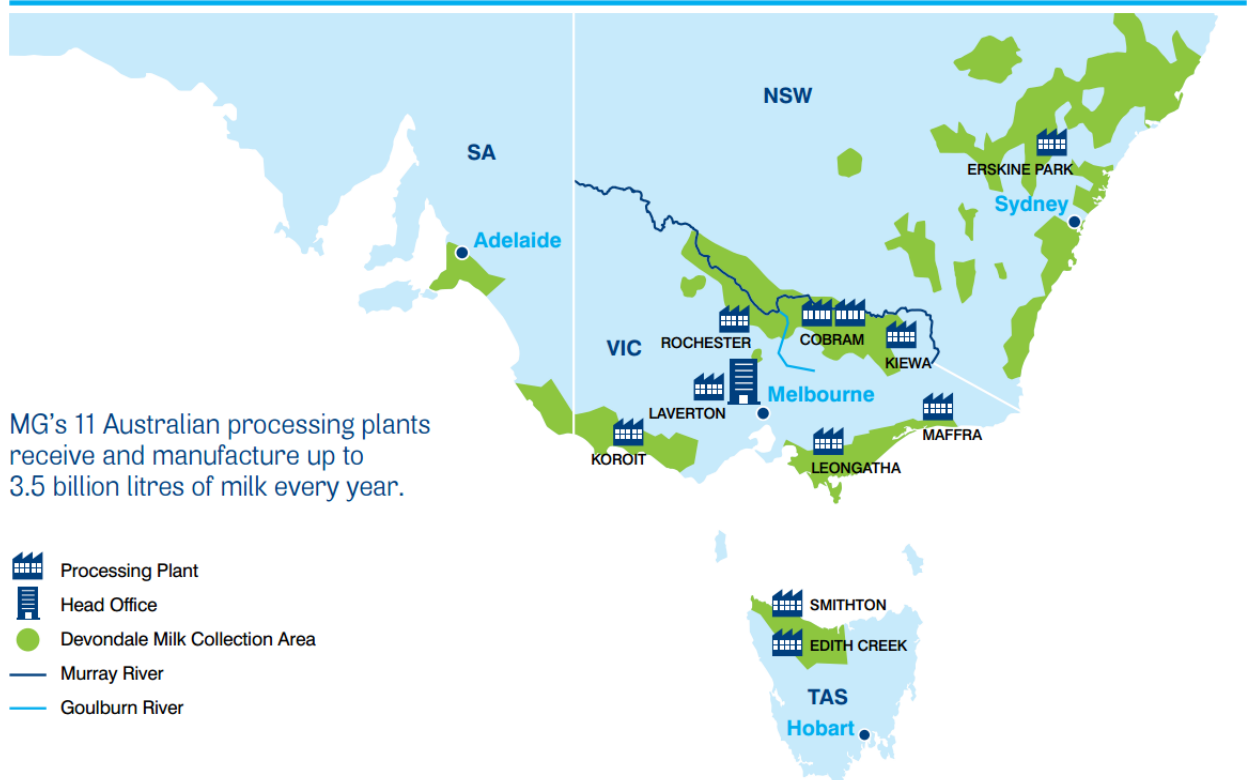 NSW
SA
ERSKINE PARK
Sydney
Adelaide
ROCHESTER
COBRAM
VIC
KIEWA
Melbourne
LAVERTON
MAFFRA
KOROIT
LEONGATHA
MG's 11 Australian processing plants
receive and manufacture up to
3.5 billion litres of milk every year.
Processing Plant
Head Office
Devondale Milk Collection Area
Murray River
Goulburn River
SMITHTON
EDITH CREEK
TAS
Hobart